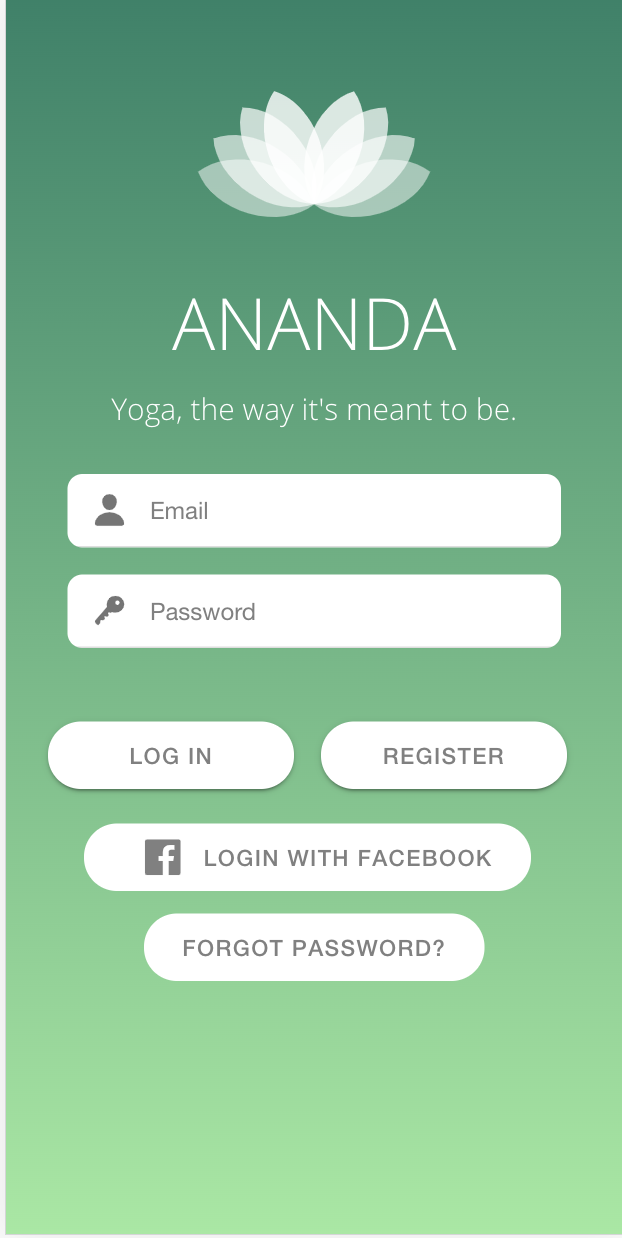 ANANDA
Yoga, the way it's meant to be.
Email
Password
LOG IN
REGISTER
LOGIN WITH FACEBOOK
FORGOT PASSWORD?